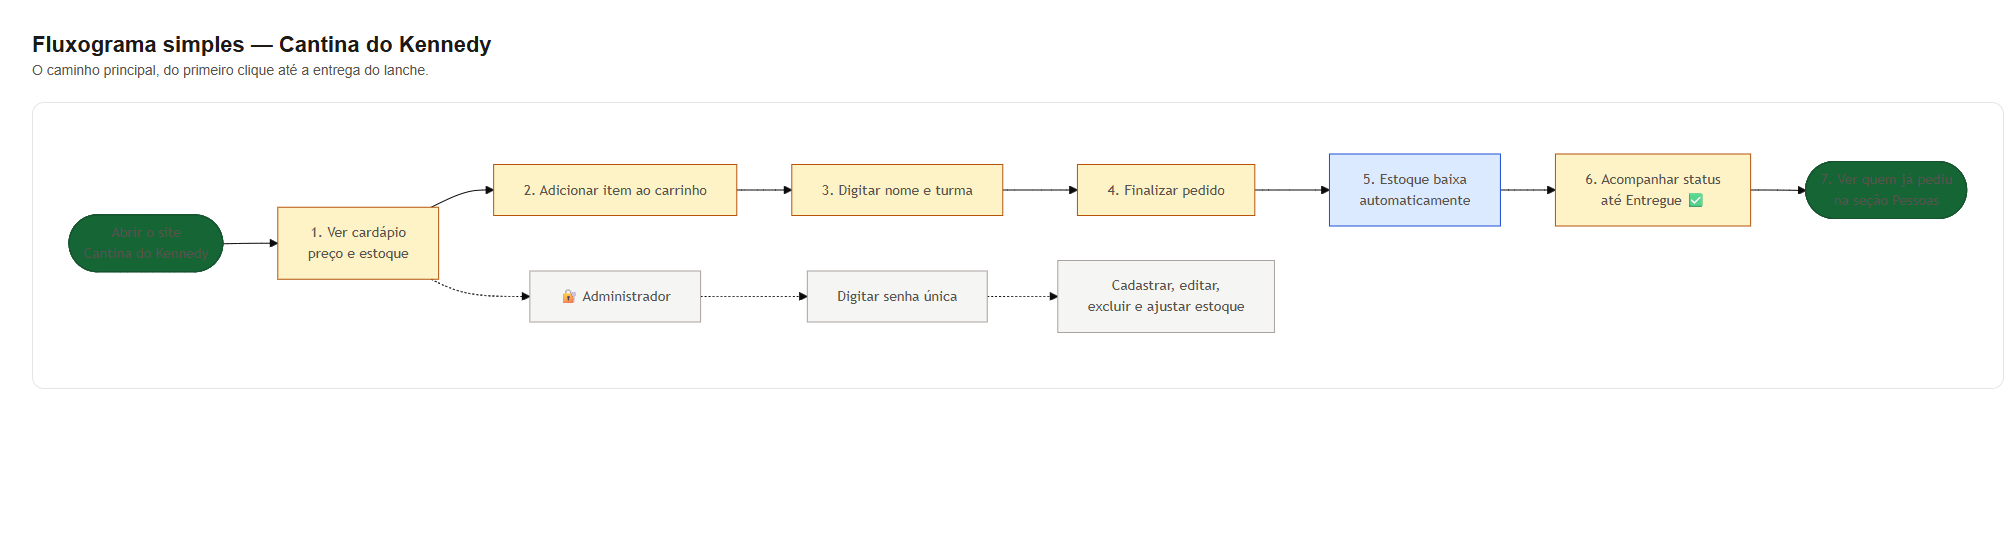 Fluxograma simples — Cantina do Kennedy
O caminho principal, do primeiro clique até a entrega do lanche.
Abrir o site
Cantina do Kennedy
1. Ver cardápio
preço e estoque
2. Adicionar item ao carrinho
3. Digitar nome e turma
4. Finalizar pedido
5. Estoque baixa
automaticamente
6. Acompanhar status
até Entregue ✅
7. Ver quem já pediu
na seção Pessoas
🔐 Administrador
Digitar senha única
Cadastrar, editar,
excluir e ajustar estoque